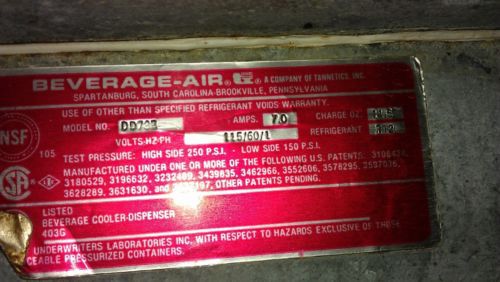 BEVERAGE-AIR. ® A COMPANY OF TANNETICS, INC.
SPARTANBURG, SOUTH CAROLINA-BROOKVILLE, PENNSYLVANIA
USE OF OTHER THAN SPECIFIED REFRIGERANT VOIDS WARRANTY.
MODEL NO. AMPS. 7.0 CHARGE OZ:
NSF VOLTS-HZ-PH. 115/60/1 REFRIGERANT
105 TEST PRESSURE: HIGH SIDE 250 P.S.I. - LOW SIDE 150 P.S.I.
MANUFACTURED UNDER ONE OR MORE OF THE FOLLOWING U.S. PATENTS:
3180529, 3196632, 3232489, 3439835, 3462966, 3552606, 3578295,
3628289, 3631630, OTHER PATENTS PENDING.
LISTED
BEVERAGE COOLER-DISPENSER
403G
UNDERWRITERS LABORATORIES INC. WITH RESPECT TO HAZARDS EXCLUSIVE OF THOSE
CEABLE PRESSURIZED CONTAINERS.